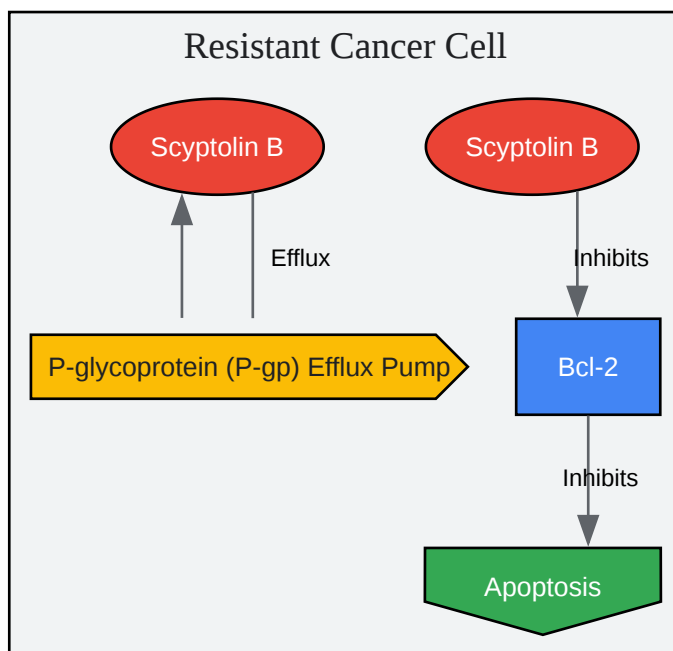 Resistant Cancer Cell
Scyptolin B
Scyptolin B
Efflux
Inhibits
P-glycoprotein (P-gp) Efflux Pump
Bcl-2
Inhibits
Apoptosis